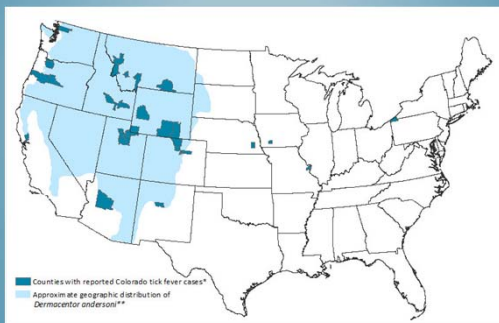 Counties with reported Colorado tick fever cases*
Approximate geographic distribution of
Dermacentor andersoni**